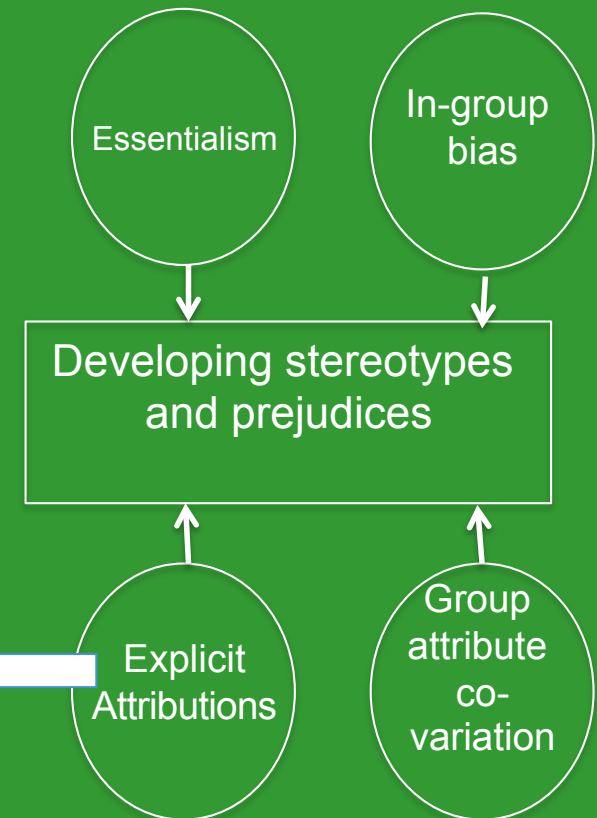 Essentialism
In-group
bias
Developing stereotypes
and prejudices
Explicit
Attributions
Group
attribute
co-
variation